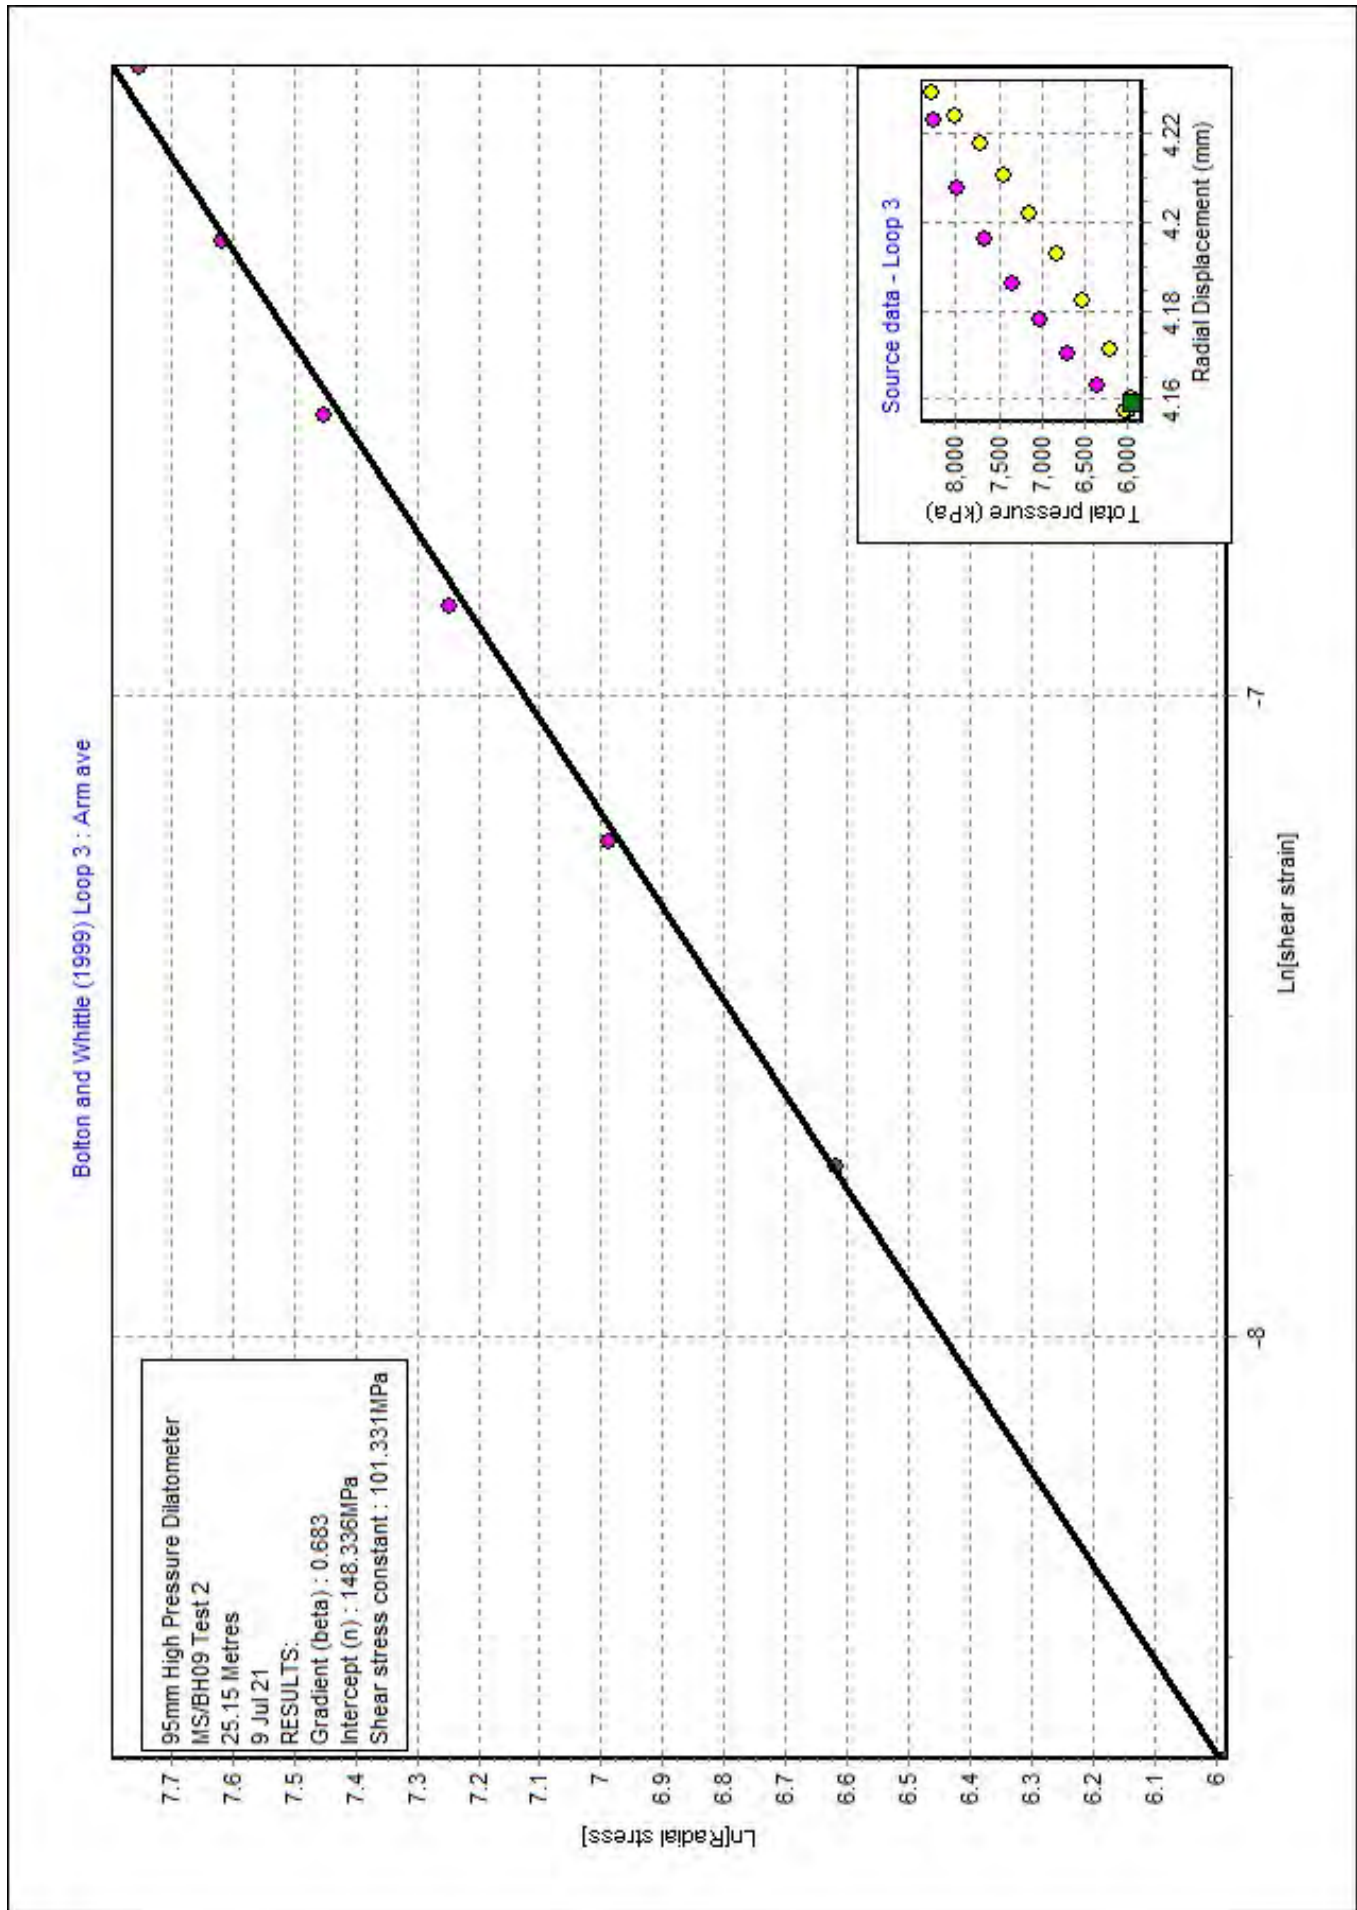 Bolton and Whittle (1999) Loop 3 : Arm ave
95mm High Pressure Dilatometer
MS/BH09 Test 2
25.15 Metres
9 Jul 21
RESULTS:
Gradient (beta) : 0.683
Intercept (n) : 148.336MPa
Shear stress constant : 101.331MPa
Ln[Radial stress]
7.7
7.6
7.5
7.4
7.3
7.2
7.1
7
6.9
6.8
6.7
6.6
6.5
6.4
6.3
6.2
6.1
6
-8
-7
Ln[shear strain]
Source data - Loop 3
Total pressure (kPa)
8,000
7,500
7,000
6,500
6,000
4.16
4.18
4.2
4.22
Radial Displacement (mm)